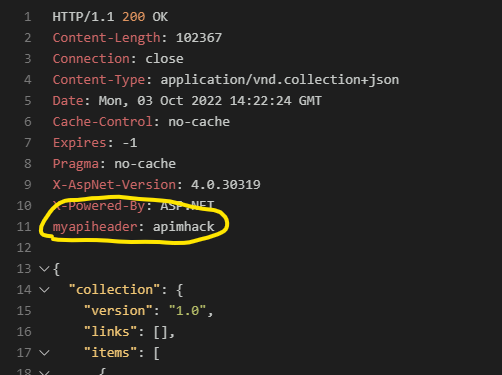 1 HTTP/1.1 200 OK
2 Content-Length: 102367
3 Connection: close
4 Content-Type: application/vnd.collection+json
5 Date: Mon, 03 Oct 2022 14:22:24 GMT
6 Cache-Control: no-cache
7 Expires: -1
8 Pragma: no-cache
9 X-AspNet-Version: 4.0.30319
10 X-Powered-By: ASP.NET
11 myapiheader: apimhack
12
13 {
14 "collection": {
15 "version": "1.0",
16 "links": [],
17 "items": [
18 {